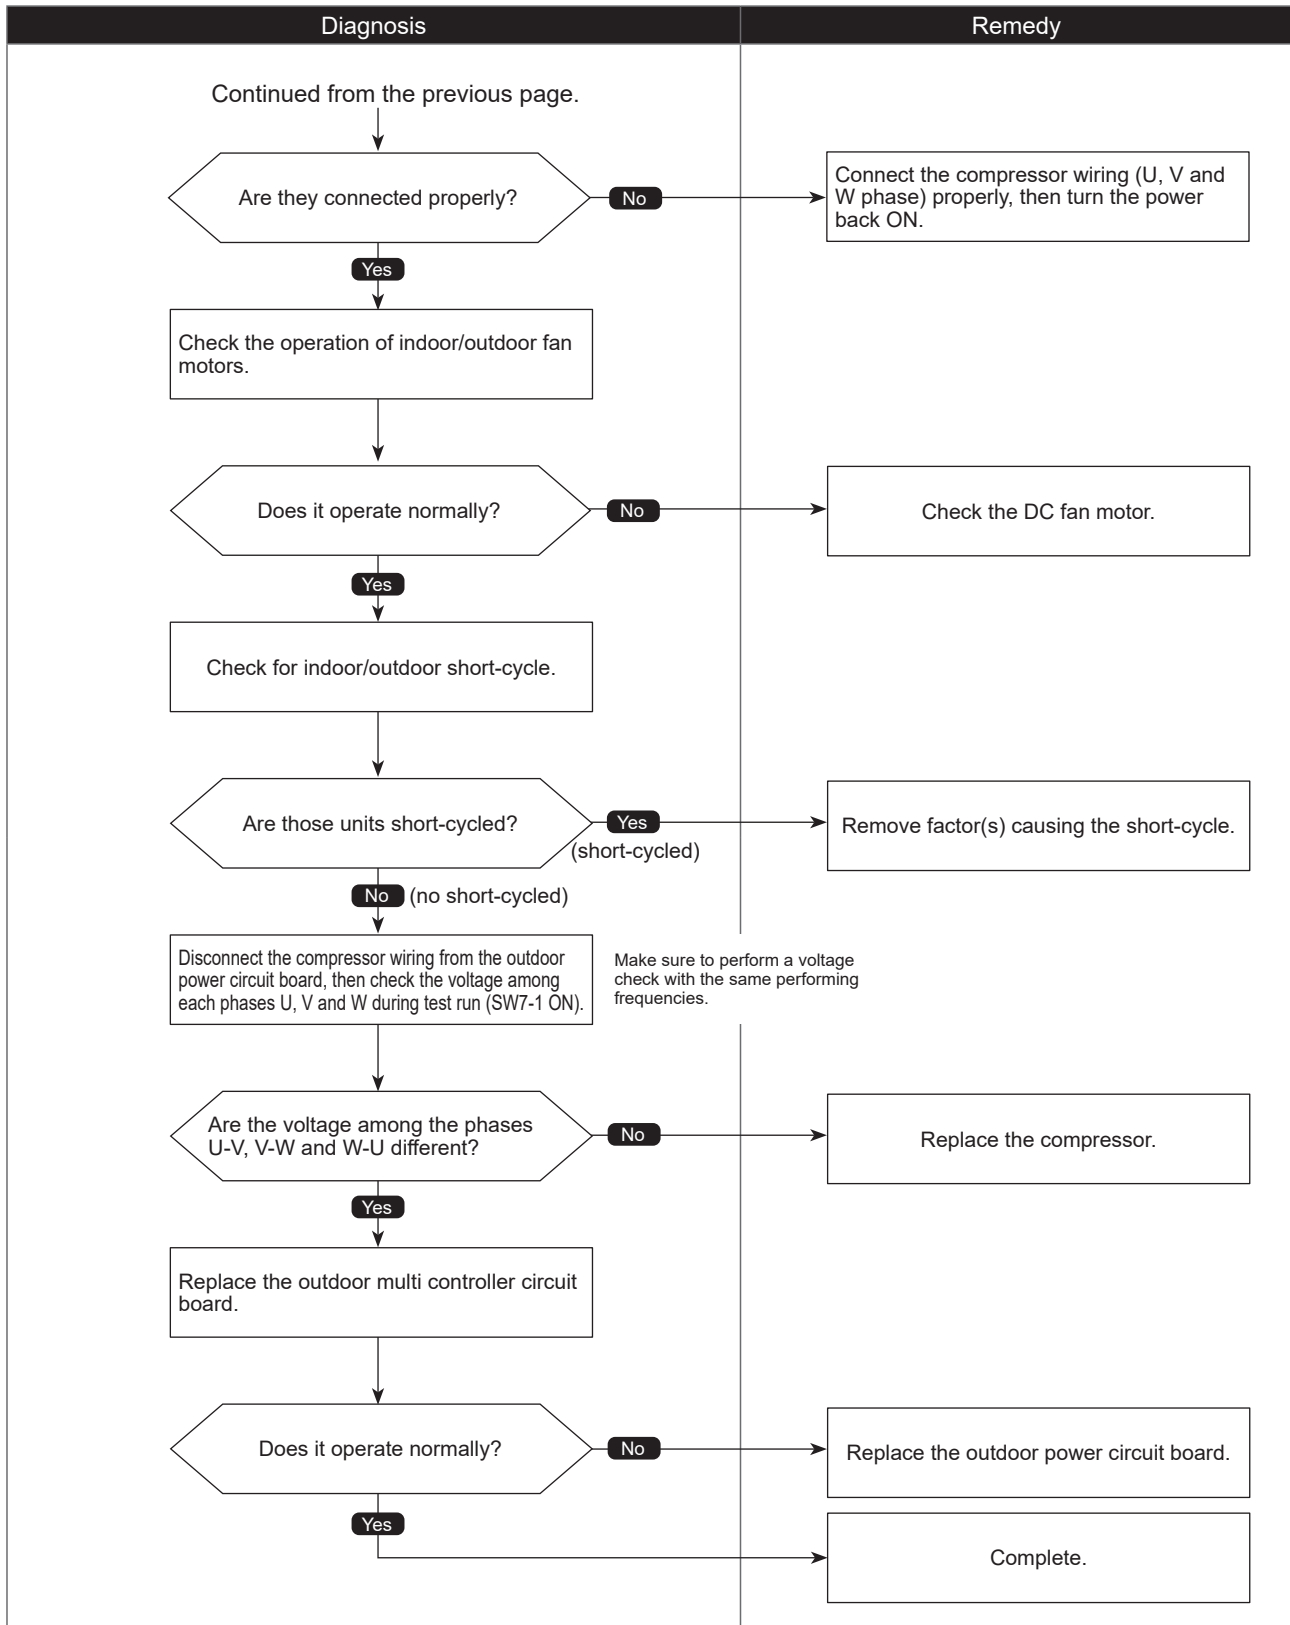 Diagnosis
Remedy
Continued from the previous page.
Are they connected properly?
No
Connect the compressor wiring (U, V and
W phase) properly, then turn the power
back ON.
Yes
Check the operation of indoor/outdoor fan
motors.
Does it operate normally?
No
Check the DC fan motor.
Yes
Check for indoor/outdoor short-cycle.
Are those units short-cycled?
Yes
(short-cycled)
Remove factor(s) causing the short-cycle.
No (no short-cycled)
Disconnect the compressor wiring from the outdoor
power circuit board, then check the voltage among
each phases U, V and W during test run (SW7-1 ON).
Make sure to perform a voltage
check with the same performing
frequencies.
Are the voltage among the phases
U-V, V-W and W-U different?
No
Replace the compressor.
Yes
Replace the outdoor multi controller circuit
board.
Does it operate normally?
No
Replace the outdoor power circuit board.
Yes
Complete.